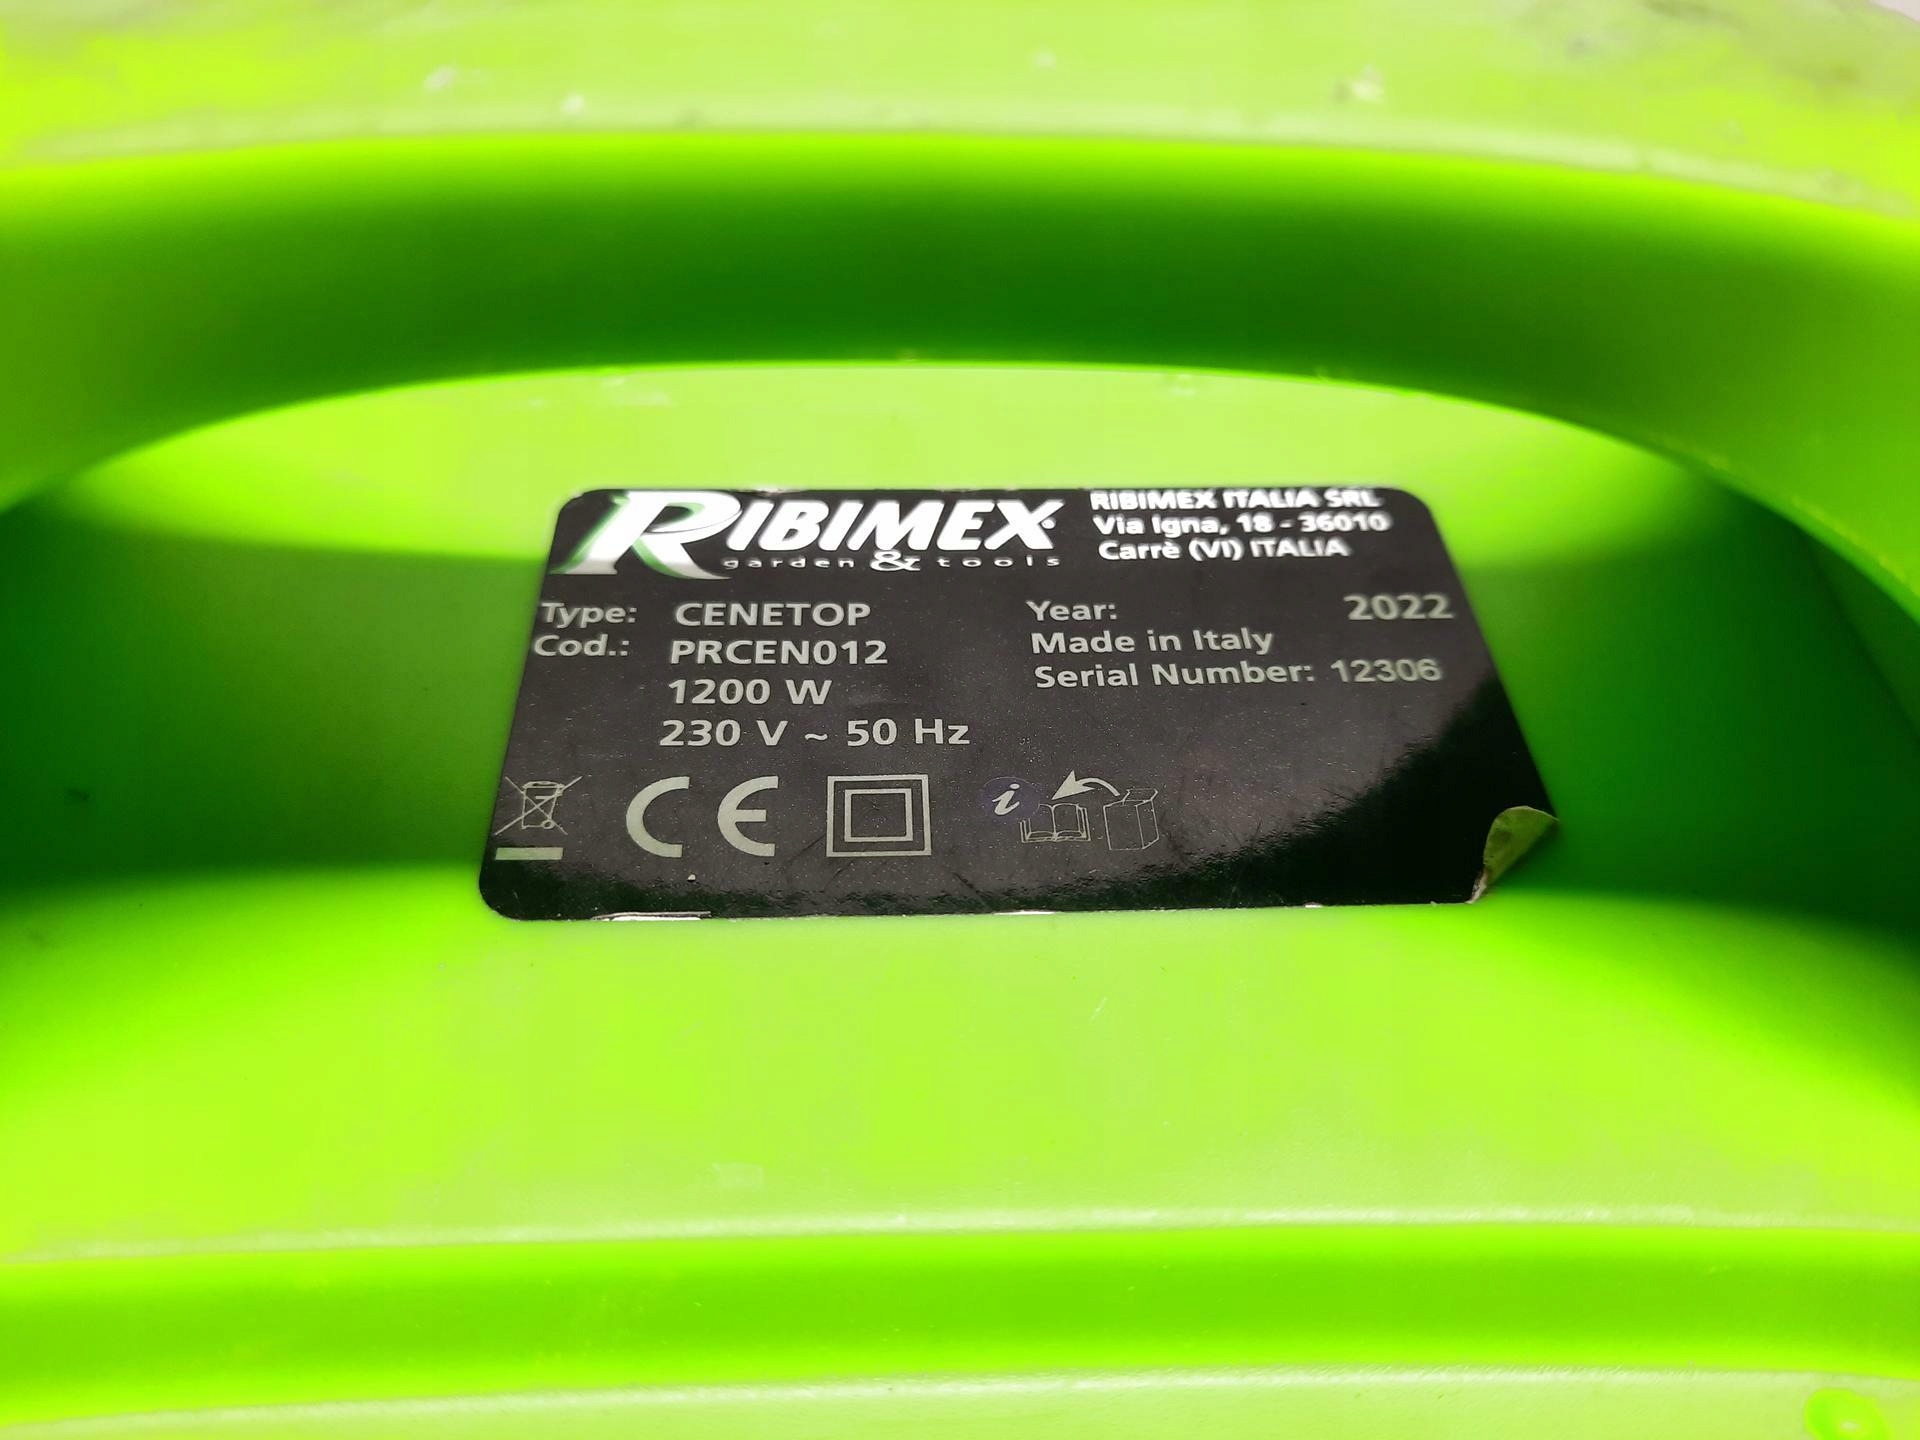 RIBIMEX
garden & tools
RIBIMEX ITALIA SRL
Via Igna, 18 - 36010
Carrè (VI) ITALIA
Type: CENETOP
Cod.: PRCEN012
1200 W
230 V ~ 50 Hz
Year: 2022
Made in Italy
Serial Number: 12306
CE
i